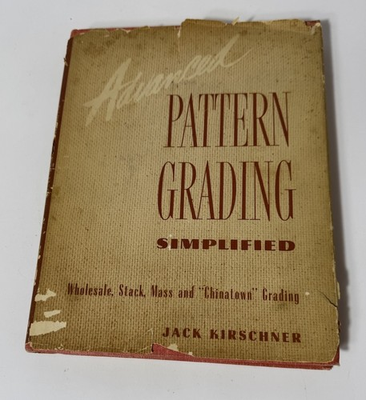 Advanced
PATTERN
GRADING
SIMPLIFIED
Wholesale, Stack, Mass and "Chinatown" Grading
JACK KIRSCHNER